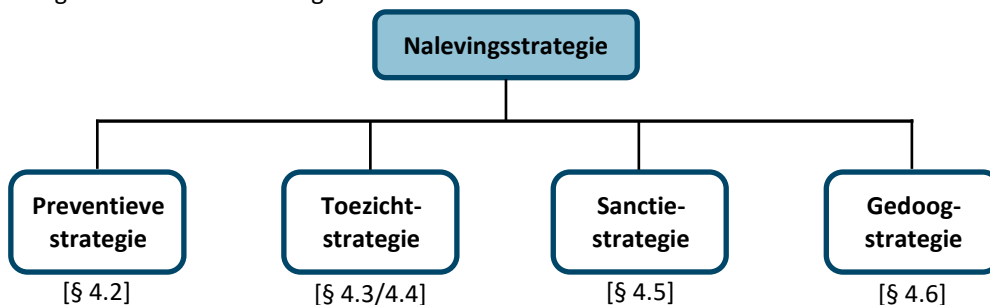 Nalevingsstrategie
Preventieve
strategie
Toezicht-
strategie
Sanctie-
strategie
Gedoog-
strategie
[§ 4.2]
[§ 4.3/4.4]
[§ 4.5]
[§ 4.6]